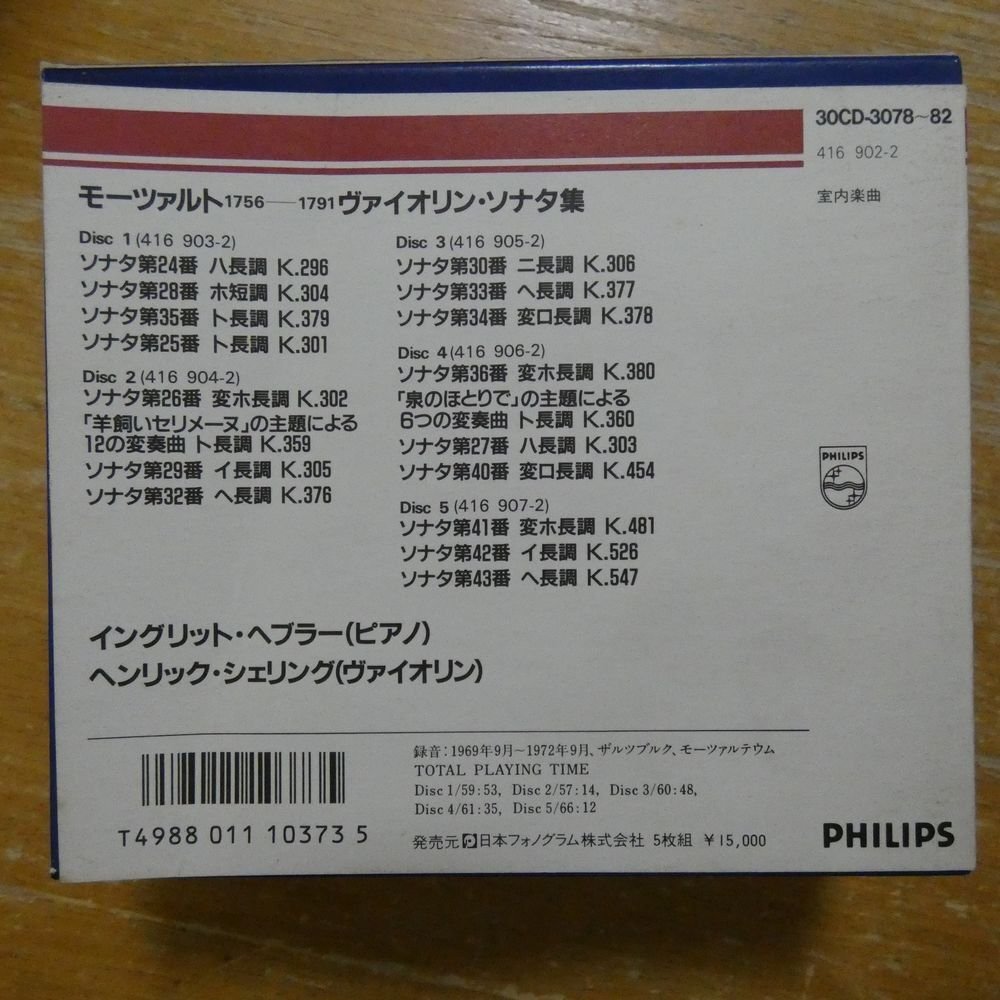 30CD-3078~82
416 902-2
室内楽曲
モーツァルト1756——1791ヴァイオリン・ソナタ集
Disc 1 (416 903-2)
ソナタ第24番 ハ長調 K.296
ソナタ第28番 ホ短調 K.304
ソナタ第35番 ト長調 K.379
ソナタ第25番 ト長調 K.301
Disc 2 (416 904-2)
ソナタ第26番 変ホ長調 K.302
「羊飼いセリメーヌ」の主題による
12の変奏曲 ト長調 K.359
ソナタ第29番 イ長調 K.305
ソナタ第32番 ヘ長調 K.376
Disc 3 (416 905-2)
ソナタ第30番 ニ長調 K.306
ソナタ第33番 ヘ長調 K.377
ソナタ第34番 変ロ長調 K.378
Disc 4 (416 906-2)
ソナタ第36番 変ホ長調 K.380
「泉のほとりで」の主題による
6つの変奏曲 ト長調 K.360
ソナタ第27番 ハ長調 K.303
ソナタ第40番 変ロ長調 K.454
Disc 5 (416 907-2)
ソナタ第41番 変ホ長調 K.481
ソナタ第42番 イ長調 K.526
ソナタ第43番 ヘ長調 K.547
PHILIPS
イングリット・ヘブラー(ピアノ)
ヘンリック・シェリング(ヴァイオリン)
録音:1969年9月~1972年9月、ザルツブルク、モーツァルテウム
TOTAL PLAYING TIME
Disc 1/59:53, Disc 2/57:14, Disc 3/60:48,
Disc 4/61:35, Disc 5/66:12
T4988 011 10373 5
発売元 日本フォノグラム株式会社 5枚組 ¥15,000
PHILIPS